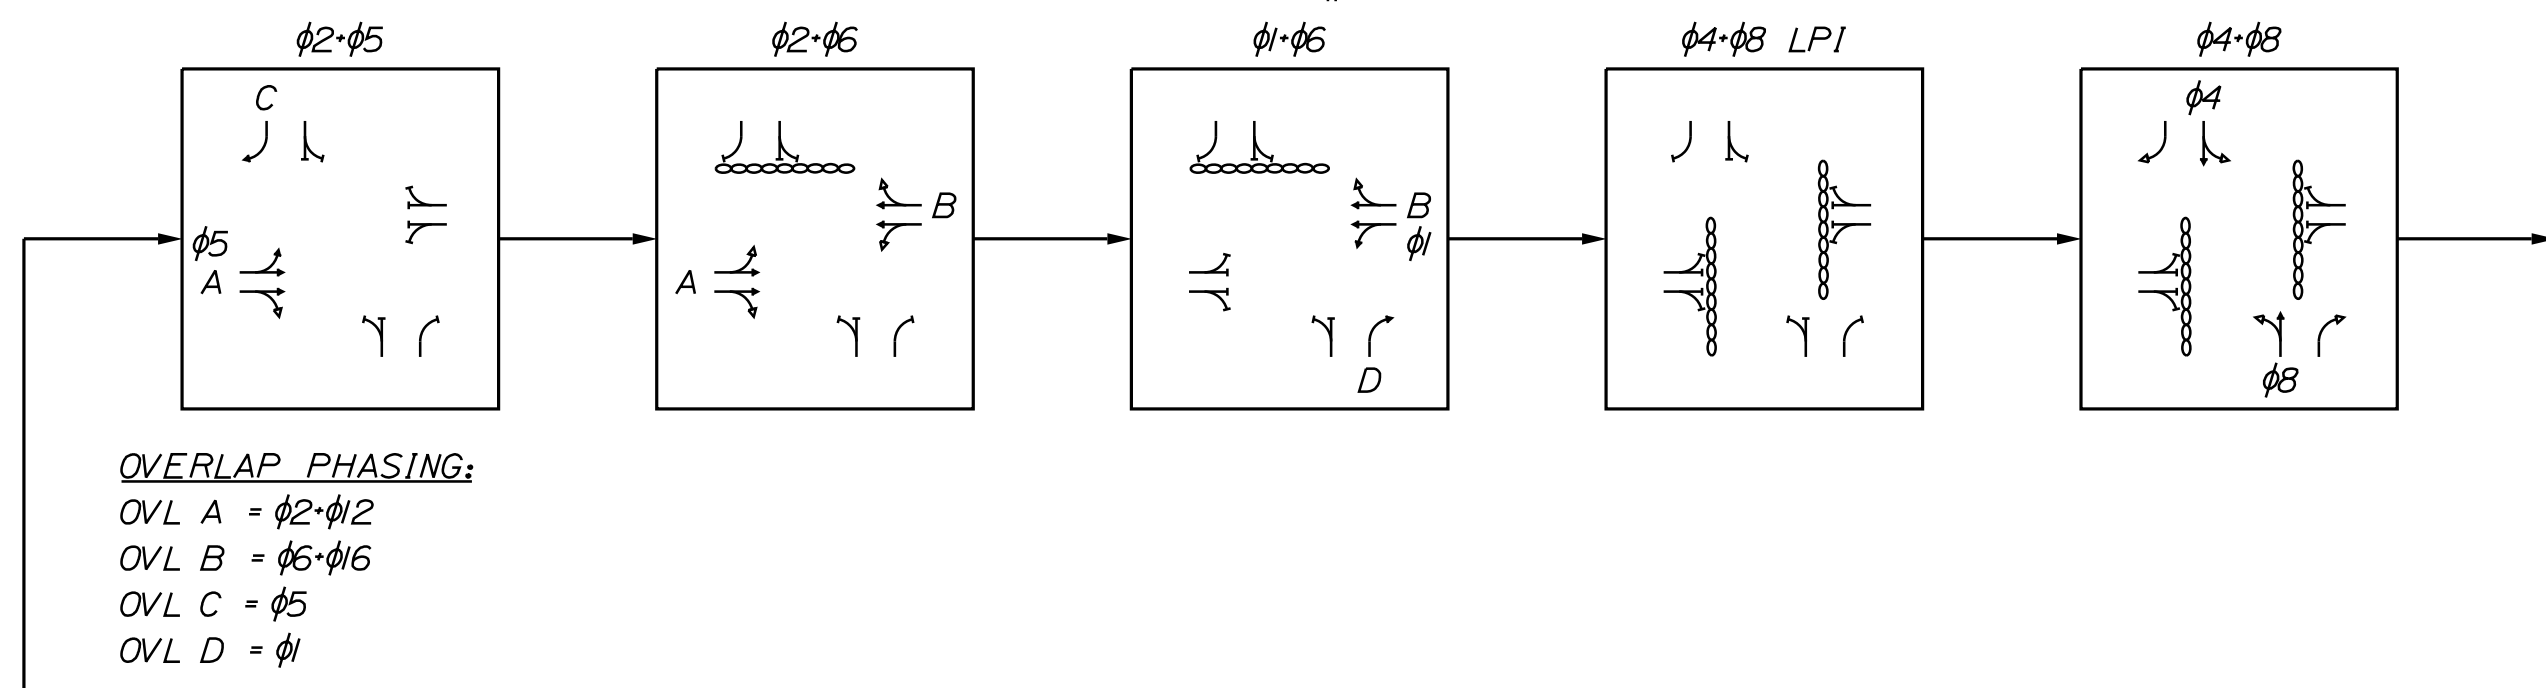 ϕ2+ϕ5
ϕ2+ϕ6
ϕ1+ϕ6
ϕ4+ϕ8 LPI
ϕ4+ϕ8
C
ϕ5
A
B
A
B
ϕ1
D
ϕ4
ϕ8
OVERLAP PHASING:
OVL A = ϕ2+ϕ12
OVL B = ϕ6+ϕ16
OVL C = ϕ5
OVL D = ϕ1